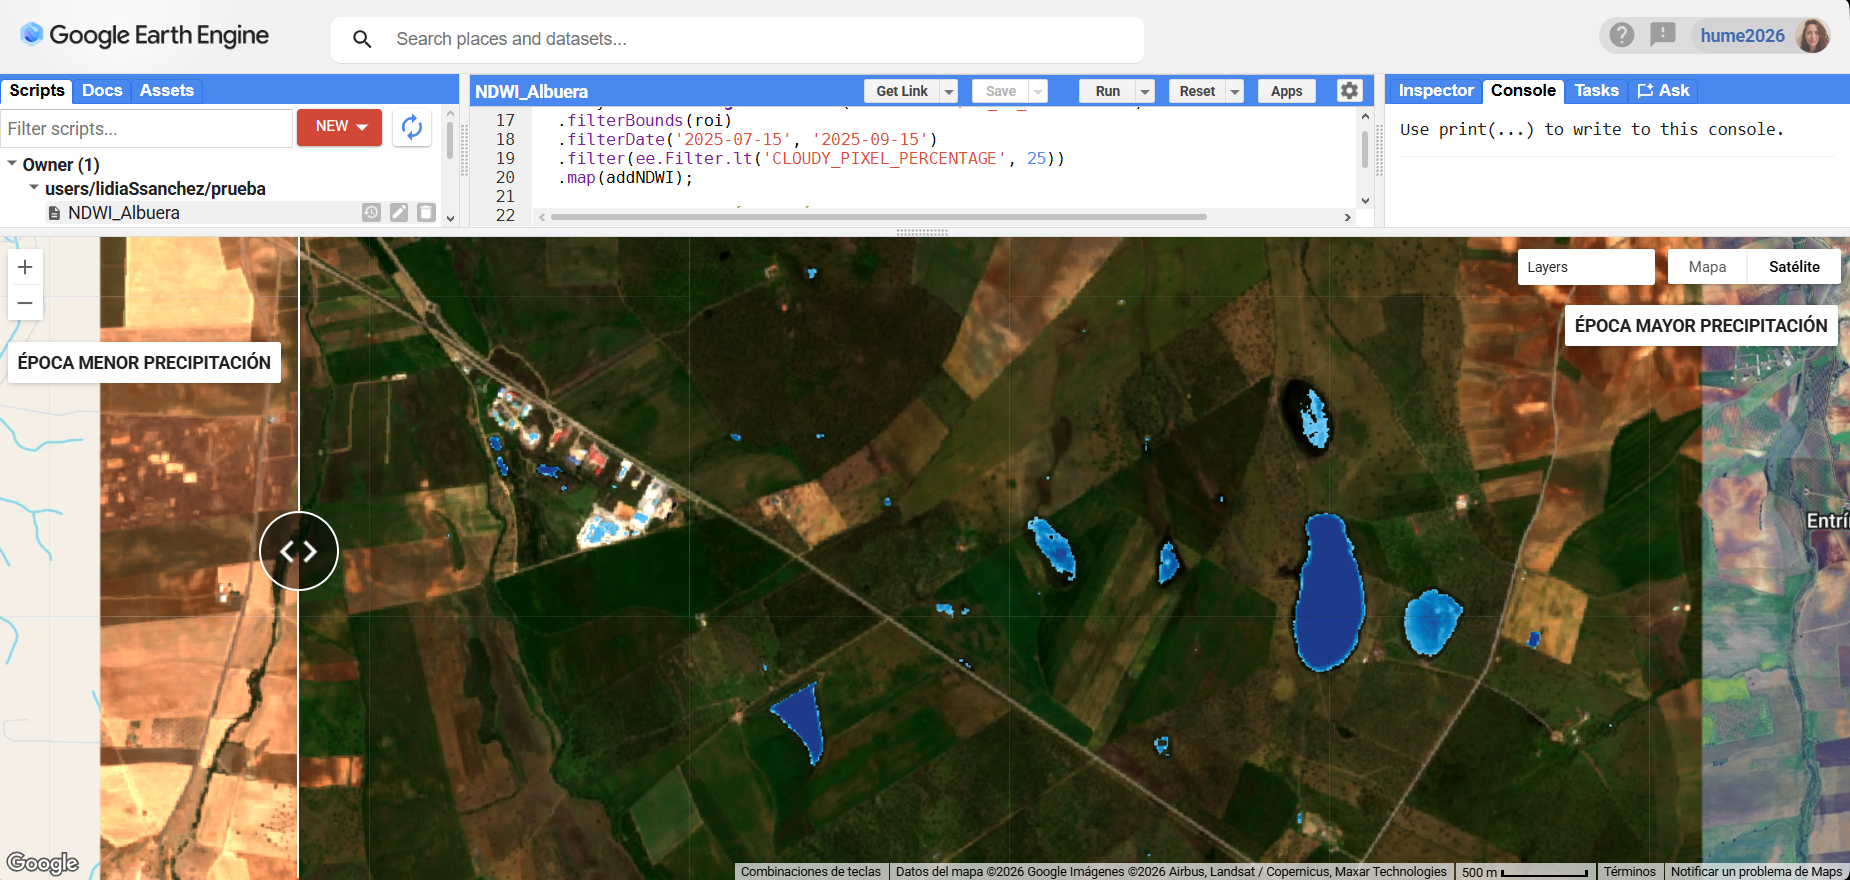 Google Earth Engine
Search places and datasets...
hume2026
Scripts Docs Assets
Filter scripts...
NEW
Owner (1)
users/lidiaSsanchez/prueba
NDWI_Albuera
NDWI_Albuera
Get Link
Save
Run
Reset
Apps
17 .filterBounds(roi)
18 .filterDate('2025-07-15', '2025-09-15')
19 .filter(ee.Filter.lt('CLOUDY_PIXEL_PERCENTAGE', 25))
20 .map(addNDWI);
21
22
Inspector Console Tasks Ask
Use print(...) to write to this console.
+
−
ÉPOCA MENOR PRECIPITACIÓN
Layers
Mapa Satélite
ÉPOCA MAYOR PRECIPITACIÓN
Entrí
Google
Combinaciones de teclas
Datos del mapa ©2026 Google Imágenes ©2026 Airbus, Landsat / Copernicus, Maxar Technologies
500 m
Términos
Notificar un problema de Maps